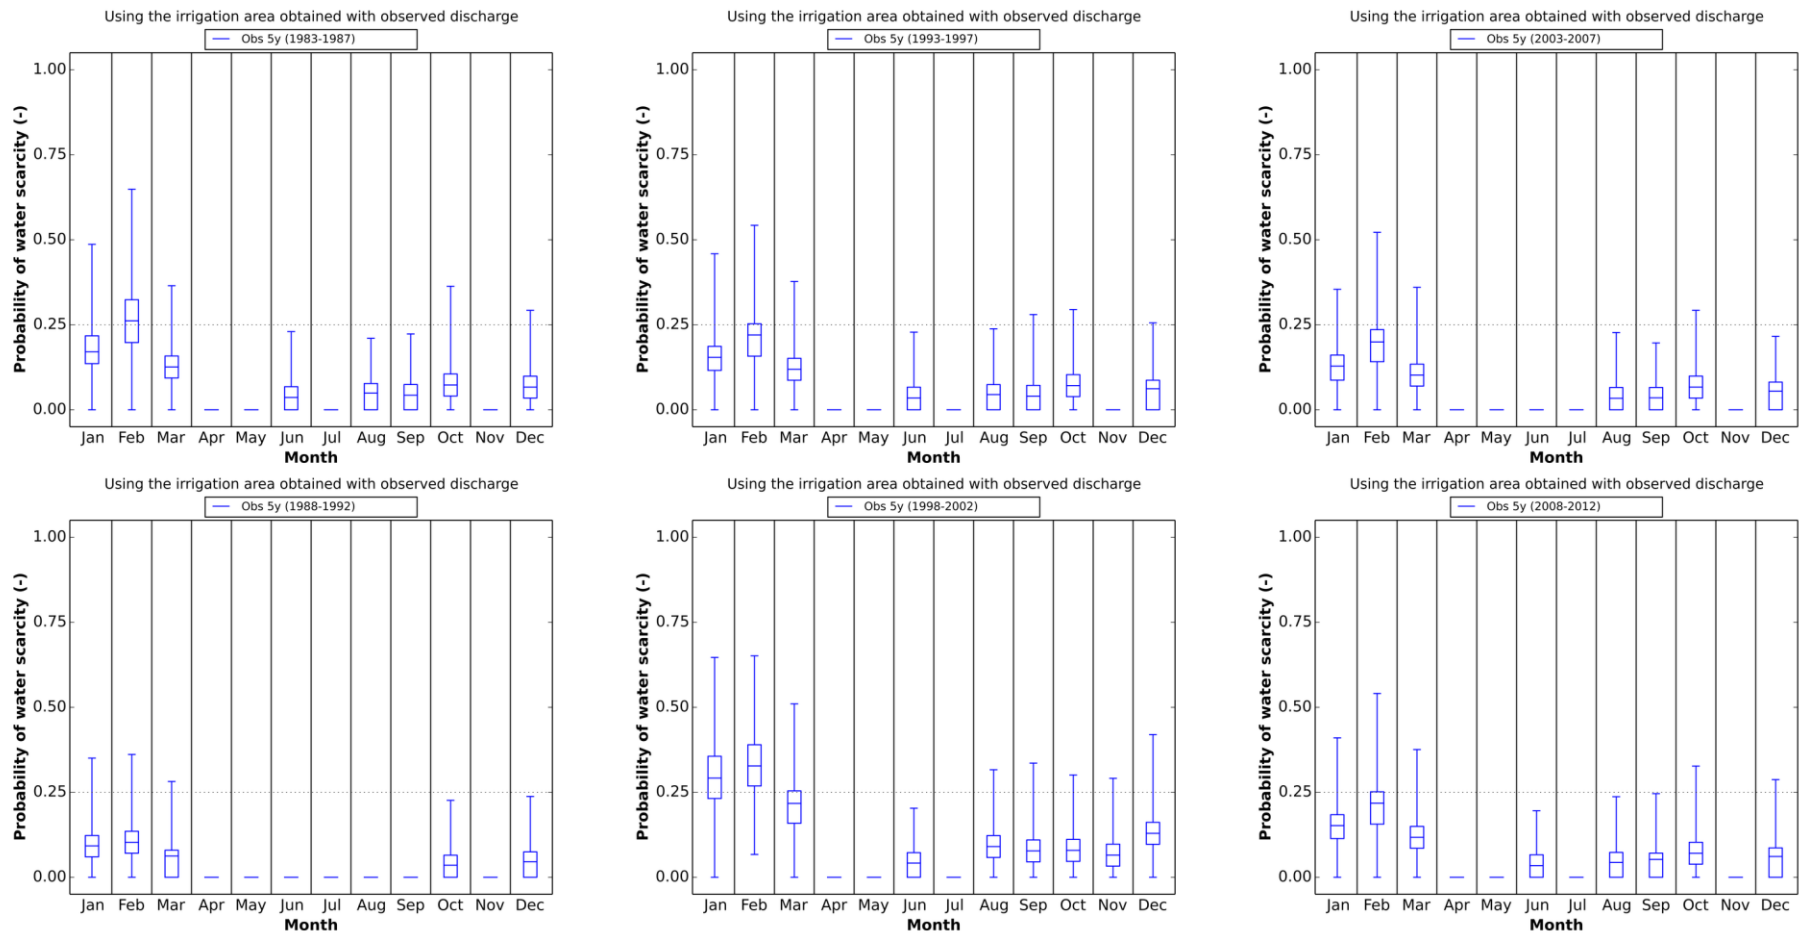 Using the irrigation area obtained with observed discharge
Obs 5y (1983-1987)
1.00
0.75
0.50
0.25
0.00
Probability of water scarcity (-)
Jan Feb Mar Apr May Jun Jul Aug Sep Oct Nov Dec
Month
Using the irrigation area obtained with observed discharge
Obs 5y (1993-1997)
1.00
0.75
0.50
0.25
0.00
Probability of water scarcity (-)
Jan Feb Mar Apr May Jun Jul Aug Sep Oct Nov Dec
Month
Using the irrigation area obtained with observed discharge
Obs 5y (2003-2007)
1.00
0.75
0.50
0.25
0.00
Probability of water scarcity (-)
Jan Feb Mar Apr May Jun Jul Aug Sep Oct Nov Dec
Month
Using the irrigation area obtained with observed discharge
Obs 5y (1988-1992)
1.00
0.75
0.50
0.25
0.00
Probability of water scarcity (-)
Jan Feb Mar Apr May Jun Jul Aug Sep Oct Nov Dec
Month
Using the irrigation area obtained with observed discharge
Obs 5y (1998-2002)
1.00
0.75
0.50
0.25
0.00
Probability of water scarcity (-)
Jan Feb Mar Apr May Jun Jul Aug Sep Oct Nov Dec
Month
Using the irrigation area obtained with observed discharge
Obs 5y (2008-2012)
1.00
0.75
0.50
0.25
0.00
Probability of water scarcity (-)
Jan Feb Mar Apr May Jun Jul Aug Sep Oct Nov Dec
Month